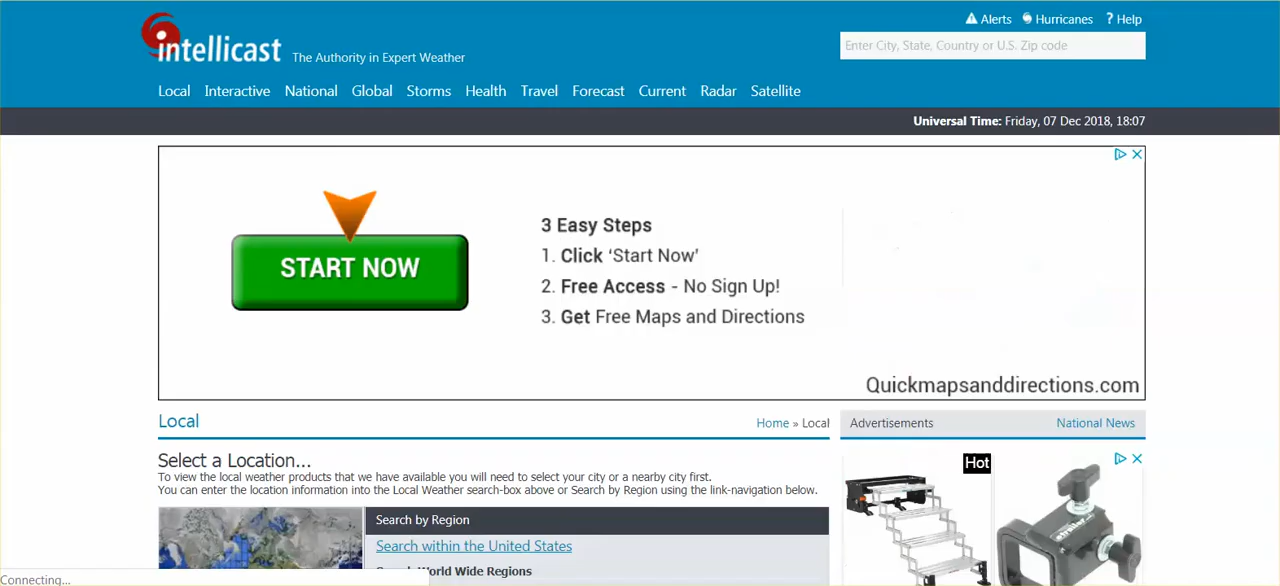 Alerts Hurricanes ? Help
intellicast The Authority in Expert Weather
Enter City, State, Country or U.S. Zip code
Local Interactive National Global Storms Health Travel Forecast Current Radar Satellite
Universal Time: Friday, 07 Dec 2018, 18:07
START NOW
3 Easy Steps
1. Click ‘Start Now’
2. Free Access - No Sign Up!
3. Get Free Maps and Directions
Quickmapsanddirections.com
Local
Home » Local
Advertisements National News
Select a Location...
To view the local weather products that we have available you will need to select your city or a nearby city first.
You can enter the location information into the Local Weather search-box above or Search by Region using the link-navigation below.
Hot
Search by Region
Search within the United States
World Wide Regions
Connecting...